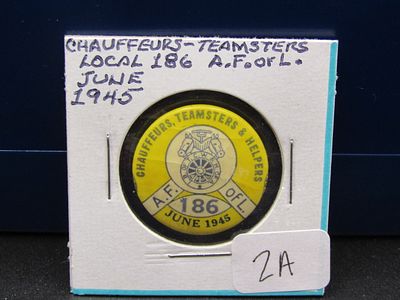 CHAUFFEURS-TEAMSTERS
LOCAL 186 A.F. OF L.
JUNE
1945
CHAUFFEURS, TEAMSTERS & HELPERS
A.F. OF L.
186
JUNE 1945
2A